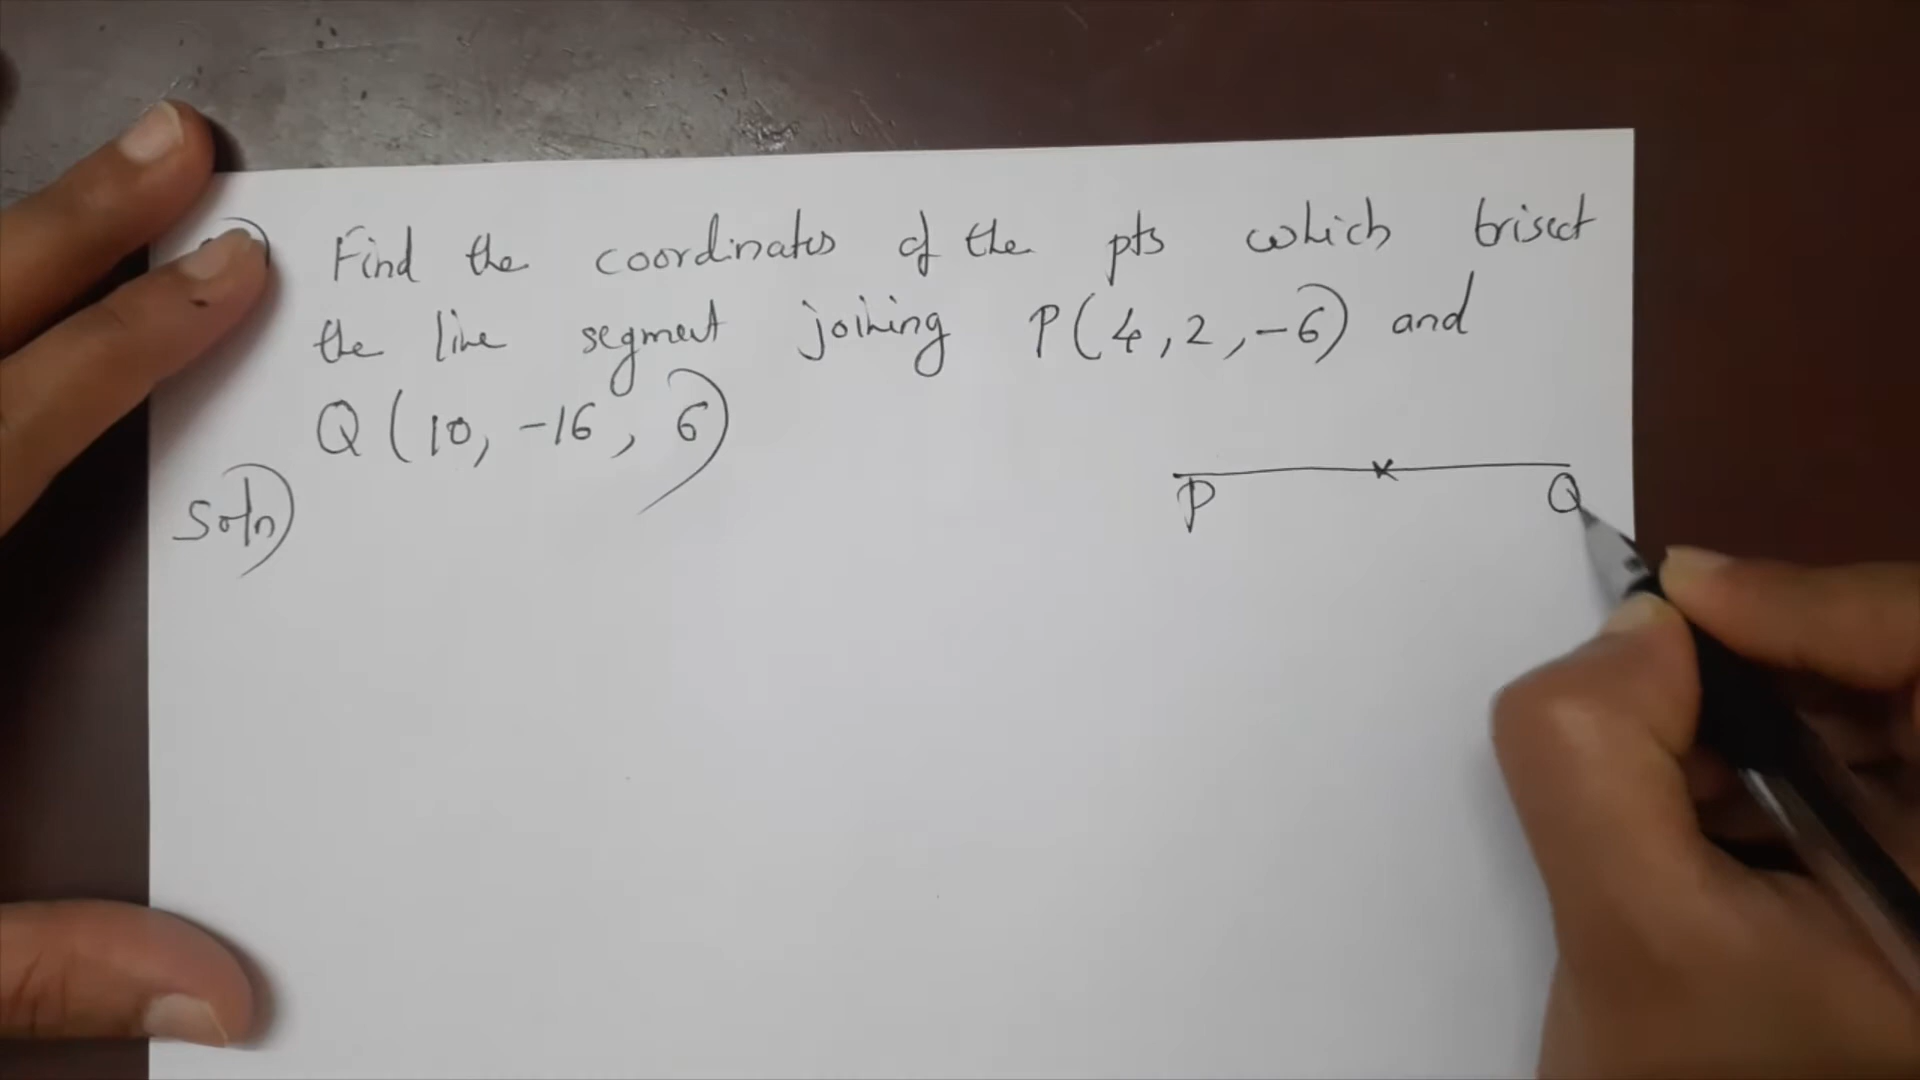 Find the coordinates of the pts which trisect
the line segment joining P(4,2,-6) and
Q(10, -16, 6)
Soln)
P Q